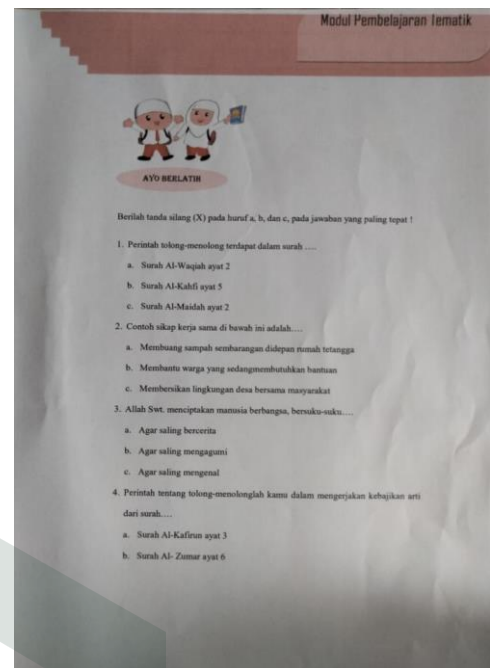 Modul Pembelajaran Tematik
AYO BERLATIH
Berilah tanda silang (X) pada huruf a, b, dan c, pada jawaban yang paling tepat !
1. Perintah tolong-menolong terdapat dalam surah ….
a. Surah Al-Waqiah ayat 2
b. Surah Al-Kahfi ayat 5
c. Surah Al-Maidah ayat 2
2. Contoh sikap kerja sama di bawah ini adalah….
a. Membuang sampah sembarangan didepan rumah tetangga
b. Membantu warga yang sedangmembutuhkan bantuan
c. Membersikan lingkungan desa bersama masyarakat
3. Allah Swt. menciptakan manusia berbangsa, bersuku-suku….
a. Agar saling bercerita
b. Agar saling mengagumi
c. Agar saling mengenal
4. Perintah tentang tolong-menolonglah kamu dalam mengerjakan kebajikan arti
dari surah….
a. Surah Al-Kafirun ayat 3
b. Surah Al- Zumar ayat 6